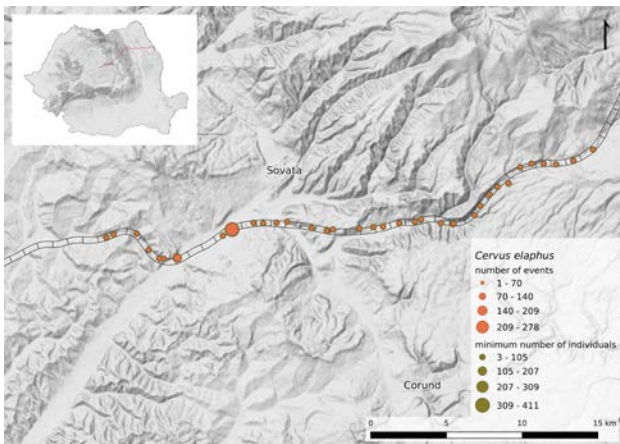 Sovata
Corund
Cervus elaphus
number of events
1 - 70
70 - 140
140 - 209
209 - 278
minimum number of individuals
3 - 105
105 - 207
207 - 309
309 - 411
0 5 10 15 km